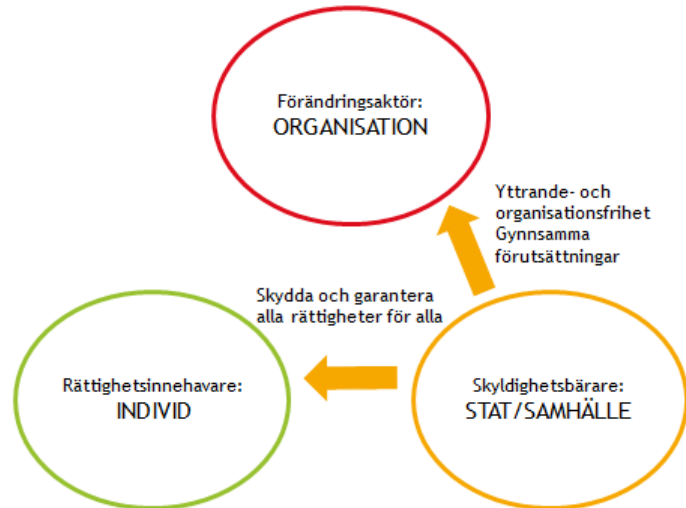 Förändringsaktör:
ORGANISATION
Yttrande- och
organisationsfrihet
Gynnsamma
förutsättningar
Skydda och garantera
alla rättigheter för alla
Rättighetsinnehavare:
INDIVID
Skyldighetsbärare:
STAT/SAMHÄLLE